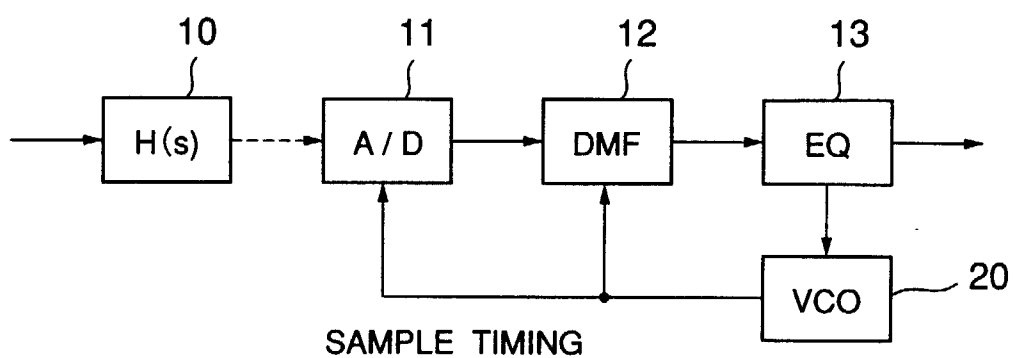 10
11
12
13
H(s)
A/D
DMF
EQ
VCO
20
SAMPLE TIMING